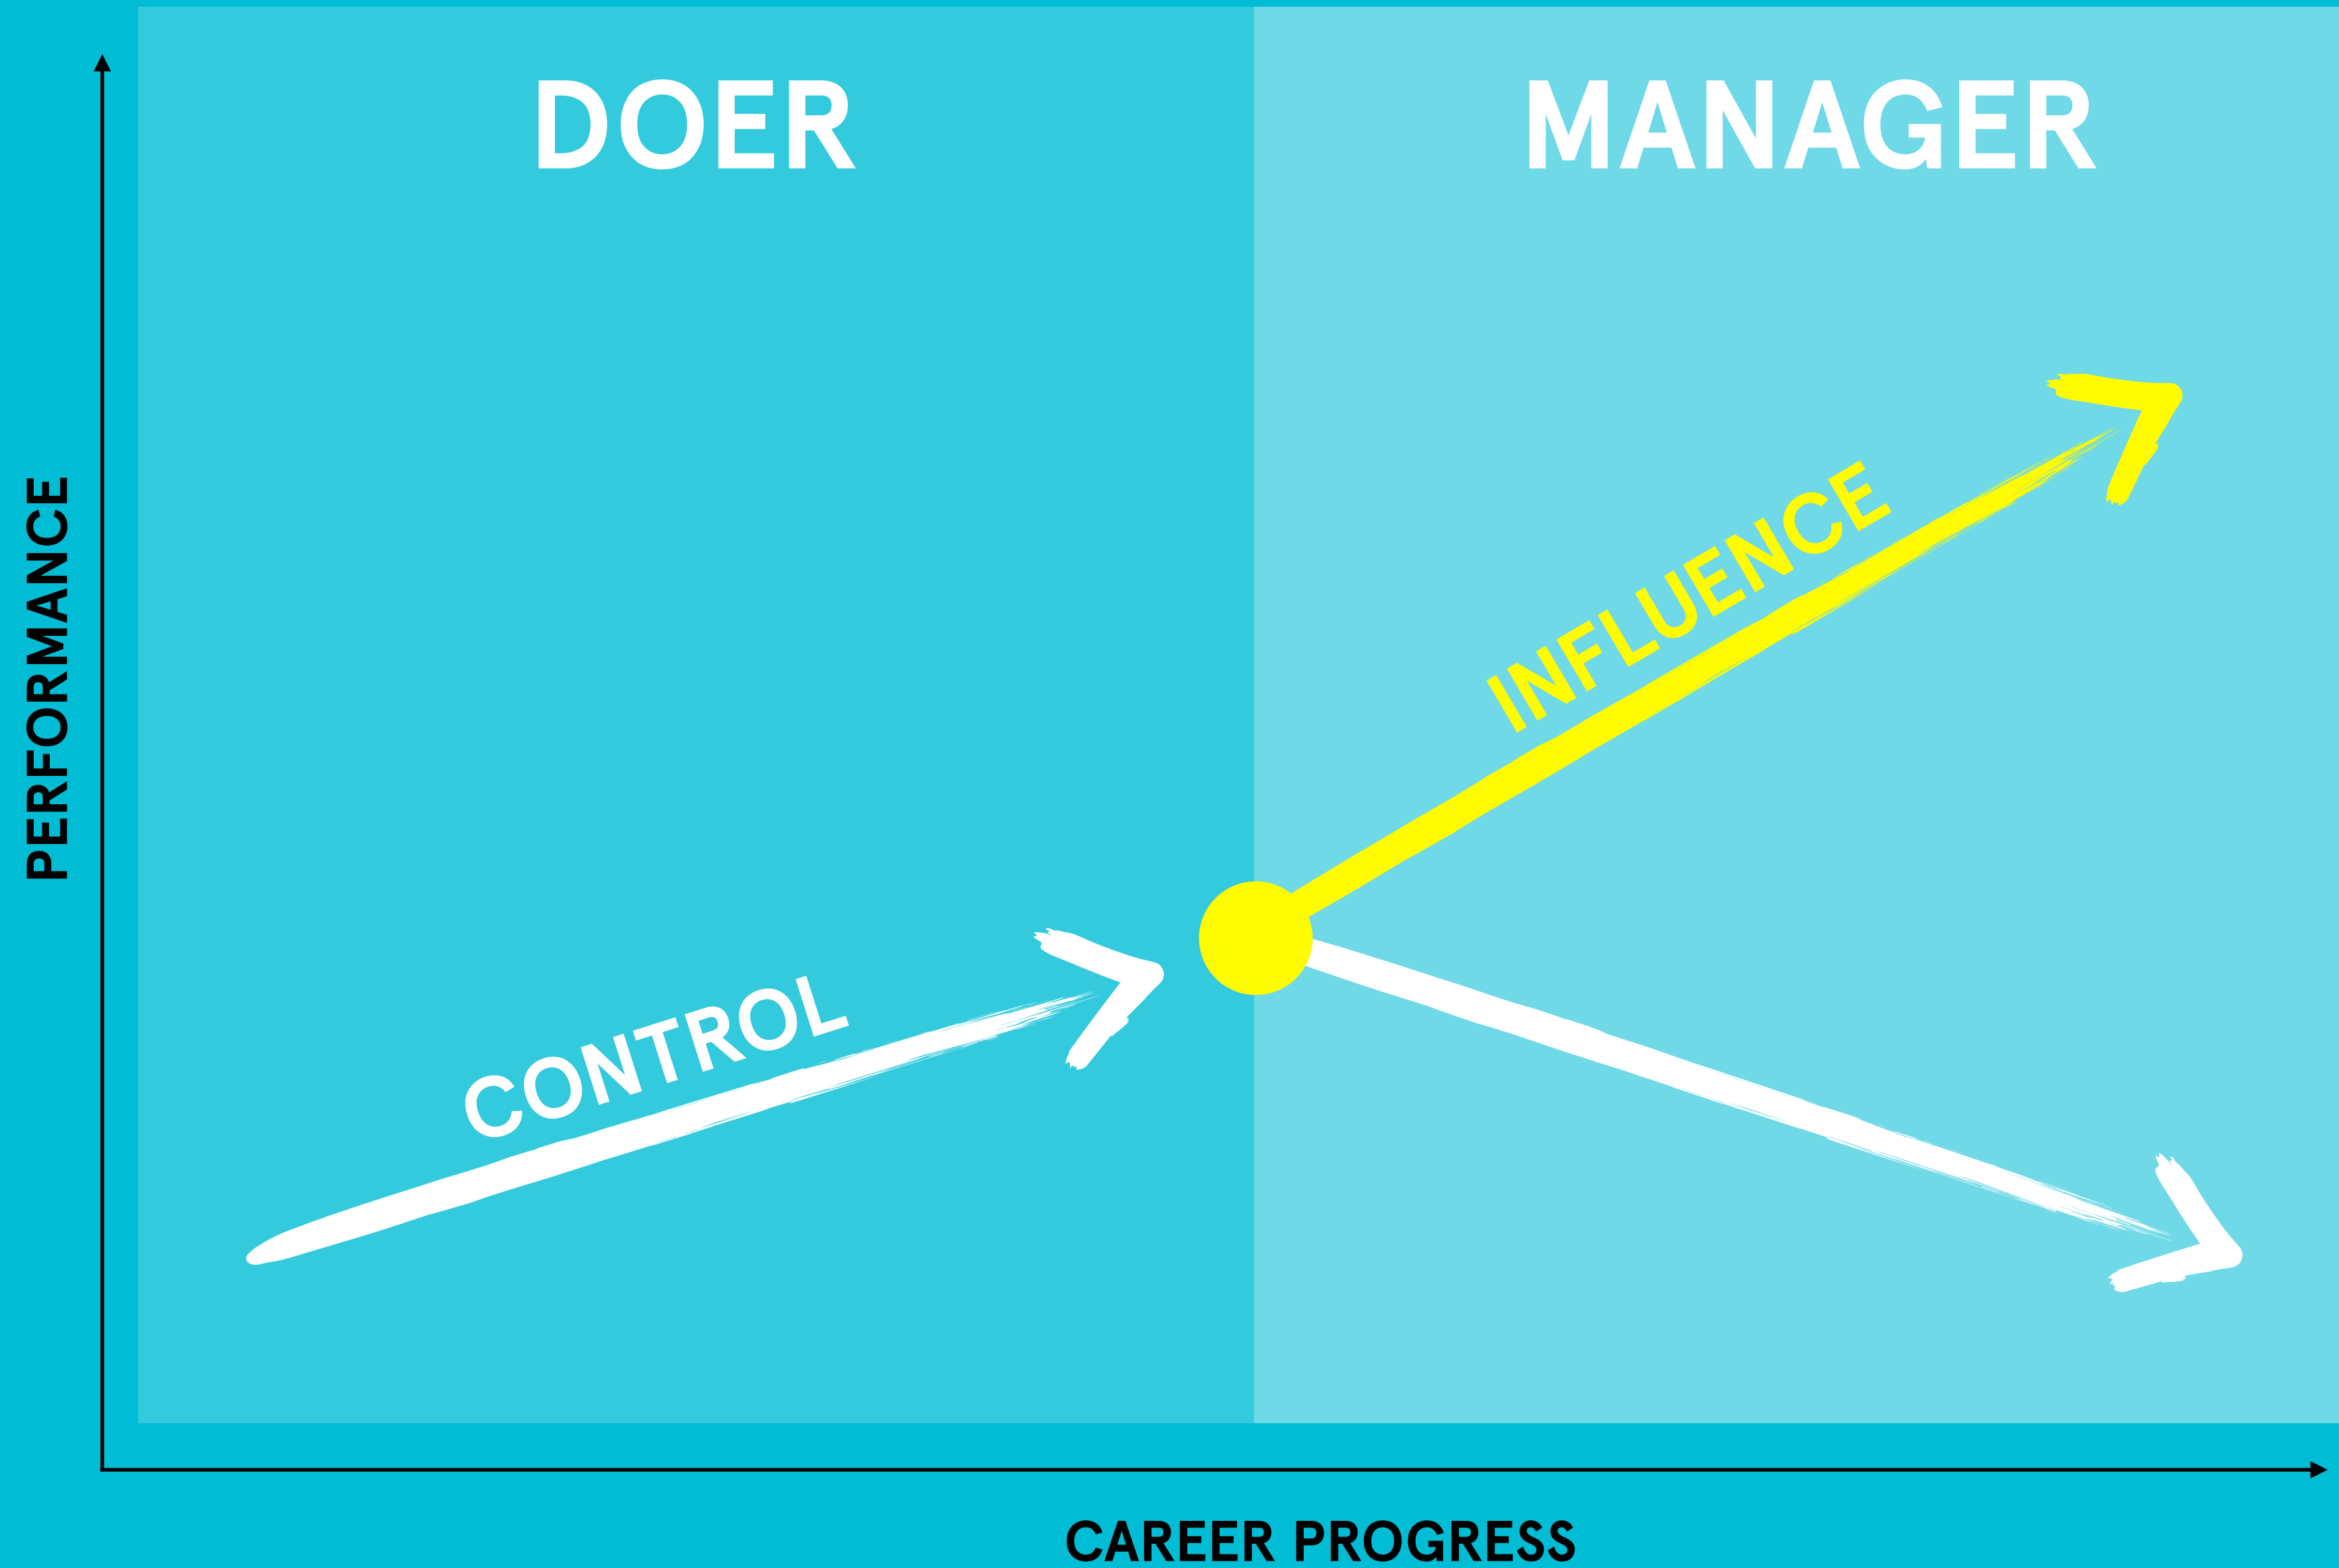 DOER
MANAGER
PERFORMANCE
INFLUENCE
CONTROL
CAREER PROGRESS